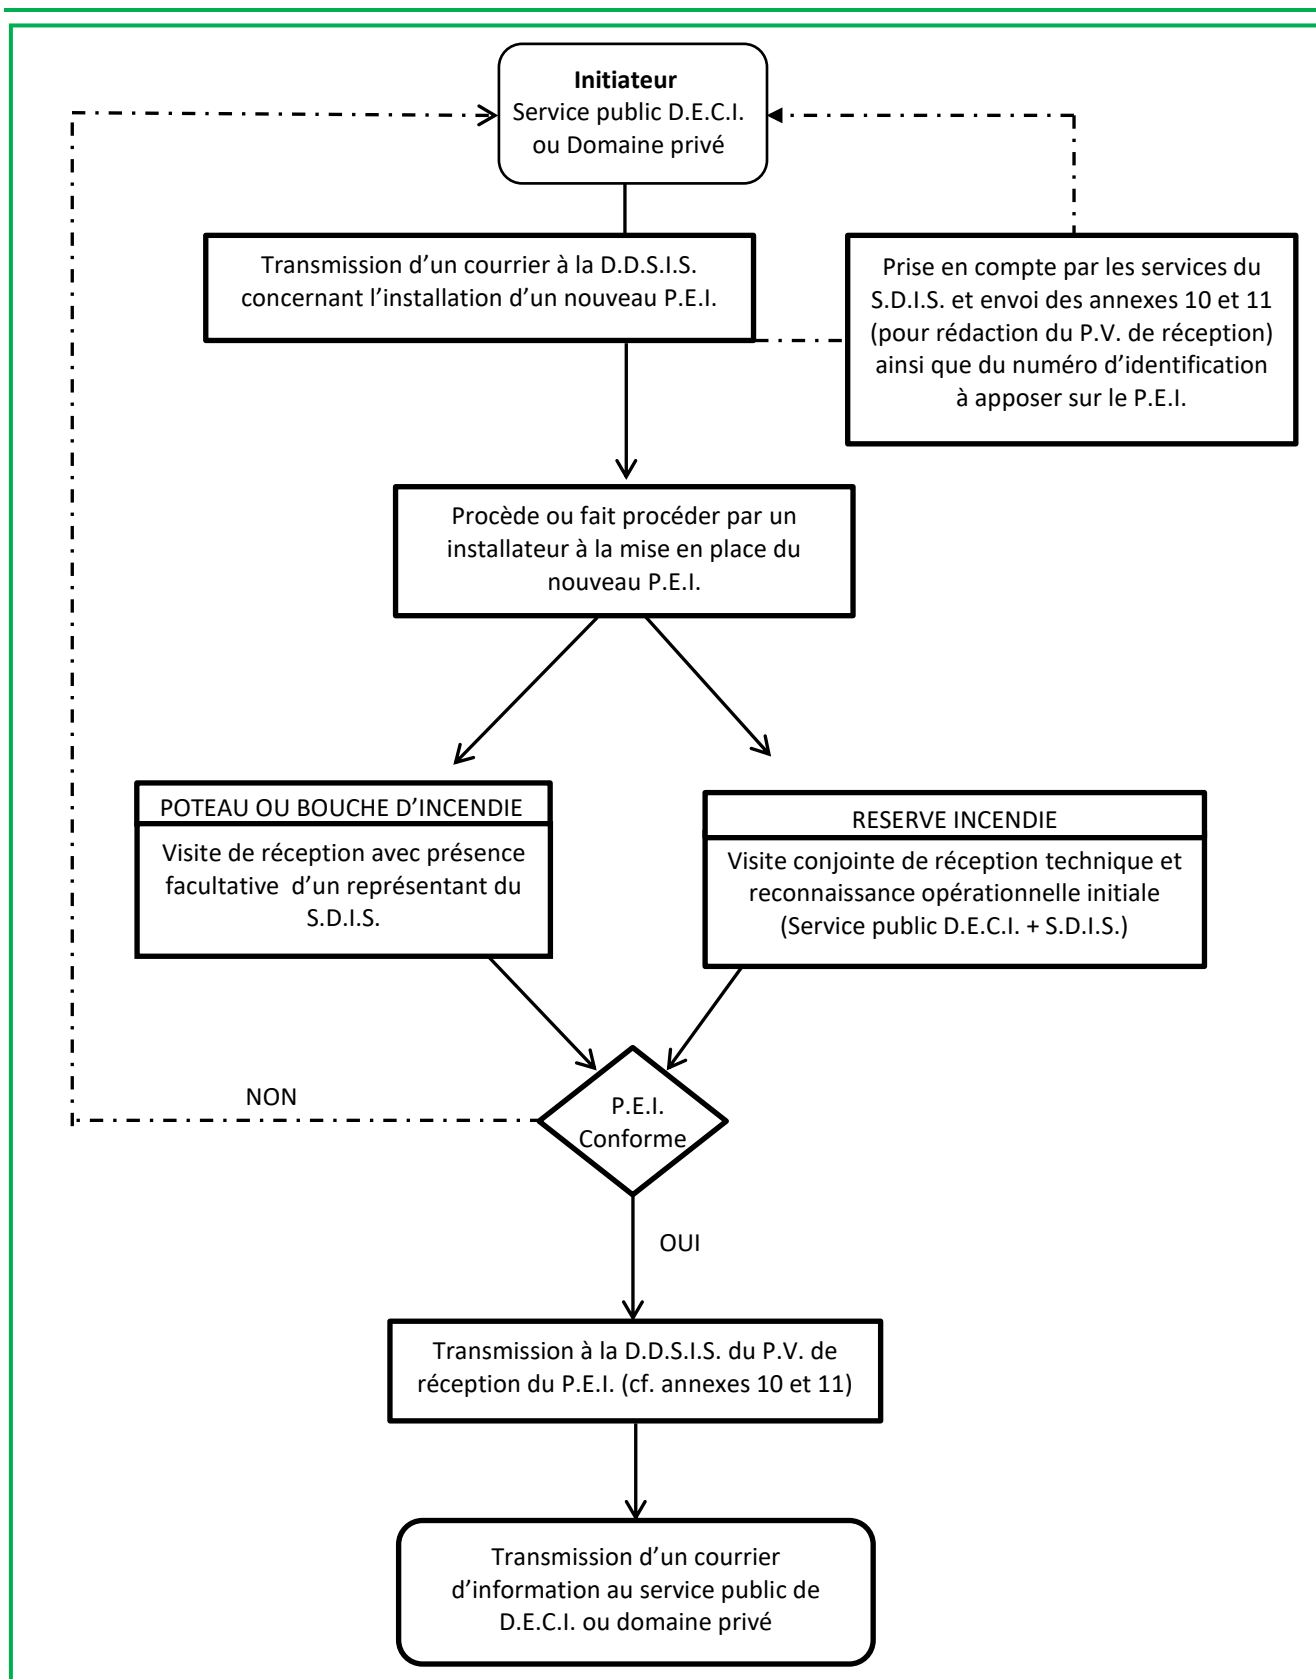 Initiateur
Service public D.E.C.I.
ou Domaine privé
Transmission d’un courrier à la D.D.S.I.S.
concernant l’installation d’un nouveau P.E.I.
Prise en compte par les services du
S.D.I.S. et envoi des annexes 10 et 11
(pour rédaction du P.V. de réception)
ainsi que du numéro d’identification
à apposer sur le P.E.I.
Procède ou fait procéder par un
installateur à la mise en place du
nouveau P.E.I.
POTEAU OU BOUCHE D’INCENDIE
Visite de réception avec présence
facultative d’un représentant du
S.D.I.S.
RESERVE INCENDIE
Visite conjointe de réception technique et
reconnaissance opérationnelle initiale
(Service public D.E.C.I. + S.D.I.S.)
P.E.I.
Conforme
NON
OUI
Transmission à la D.D.S.I.S. du P.V. de
réception du P.E.I. (cf. annexes 10 et 11)
Transmission d’un courrier
d’information au service public de
D.E.C.I. ou domaine privé